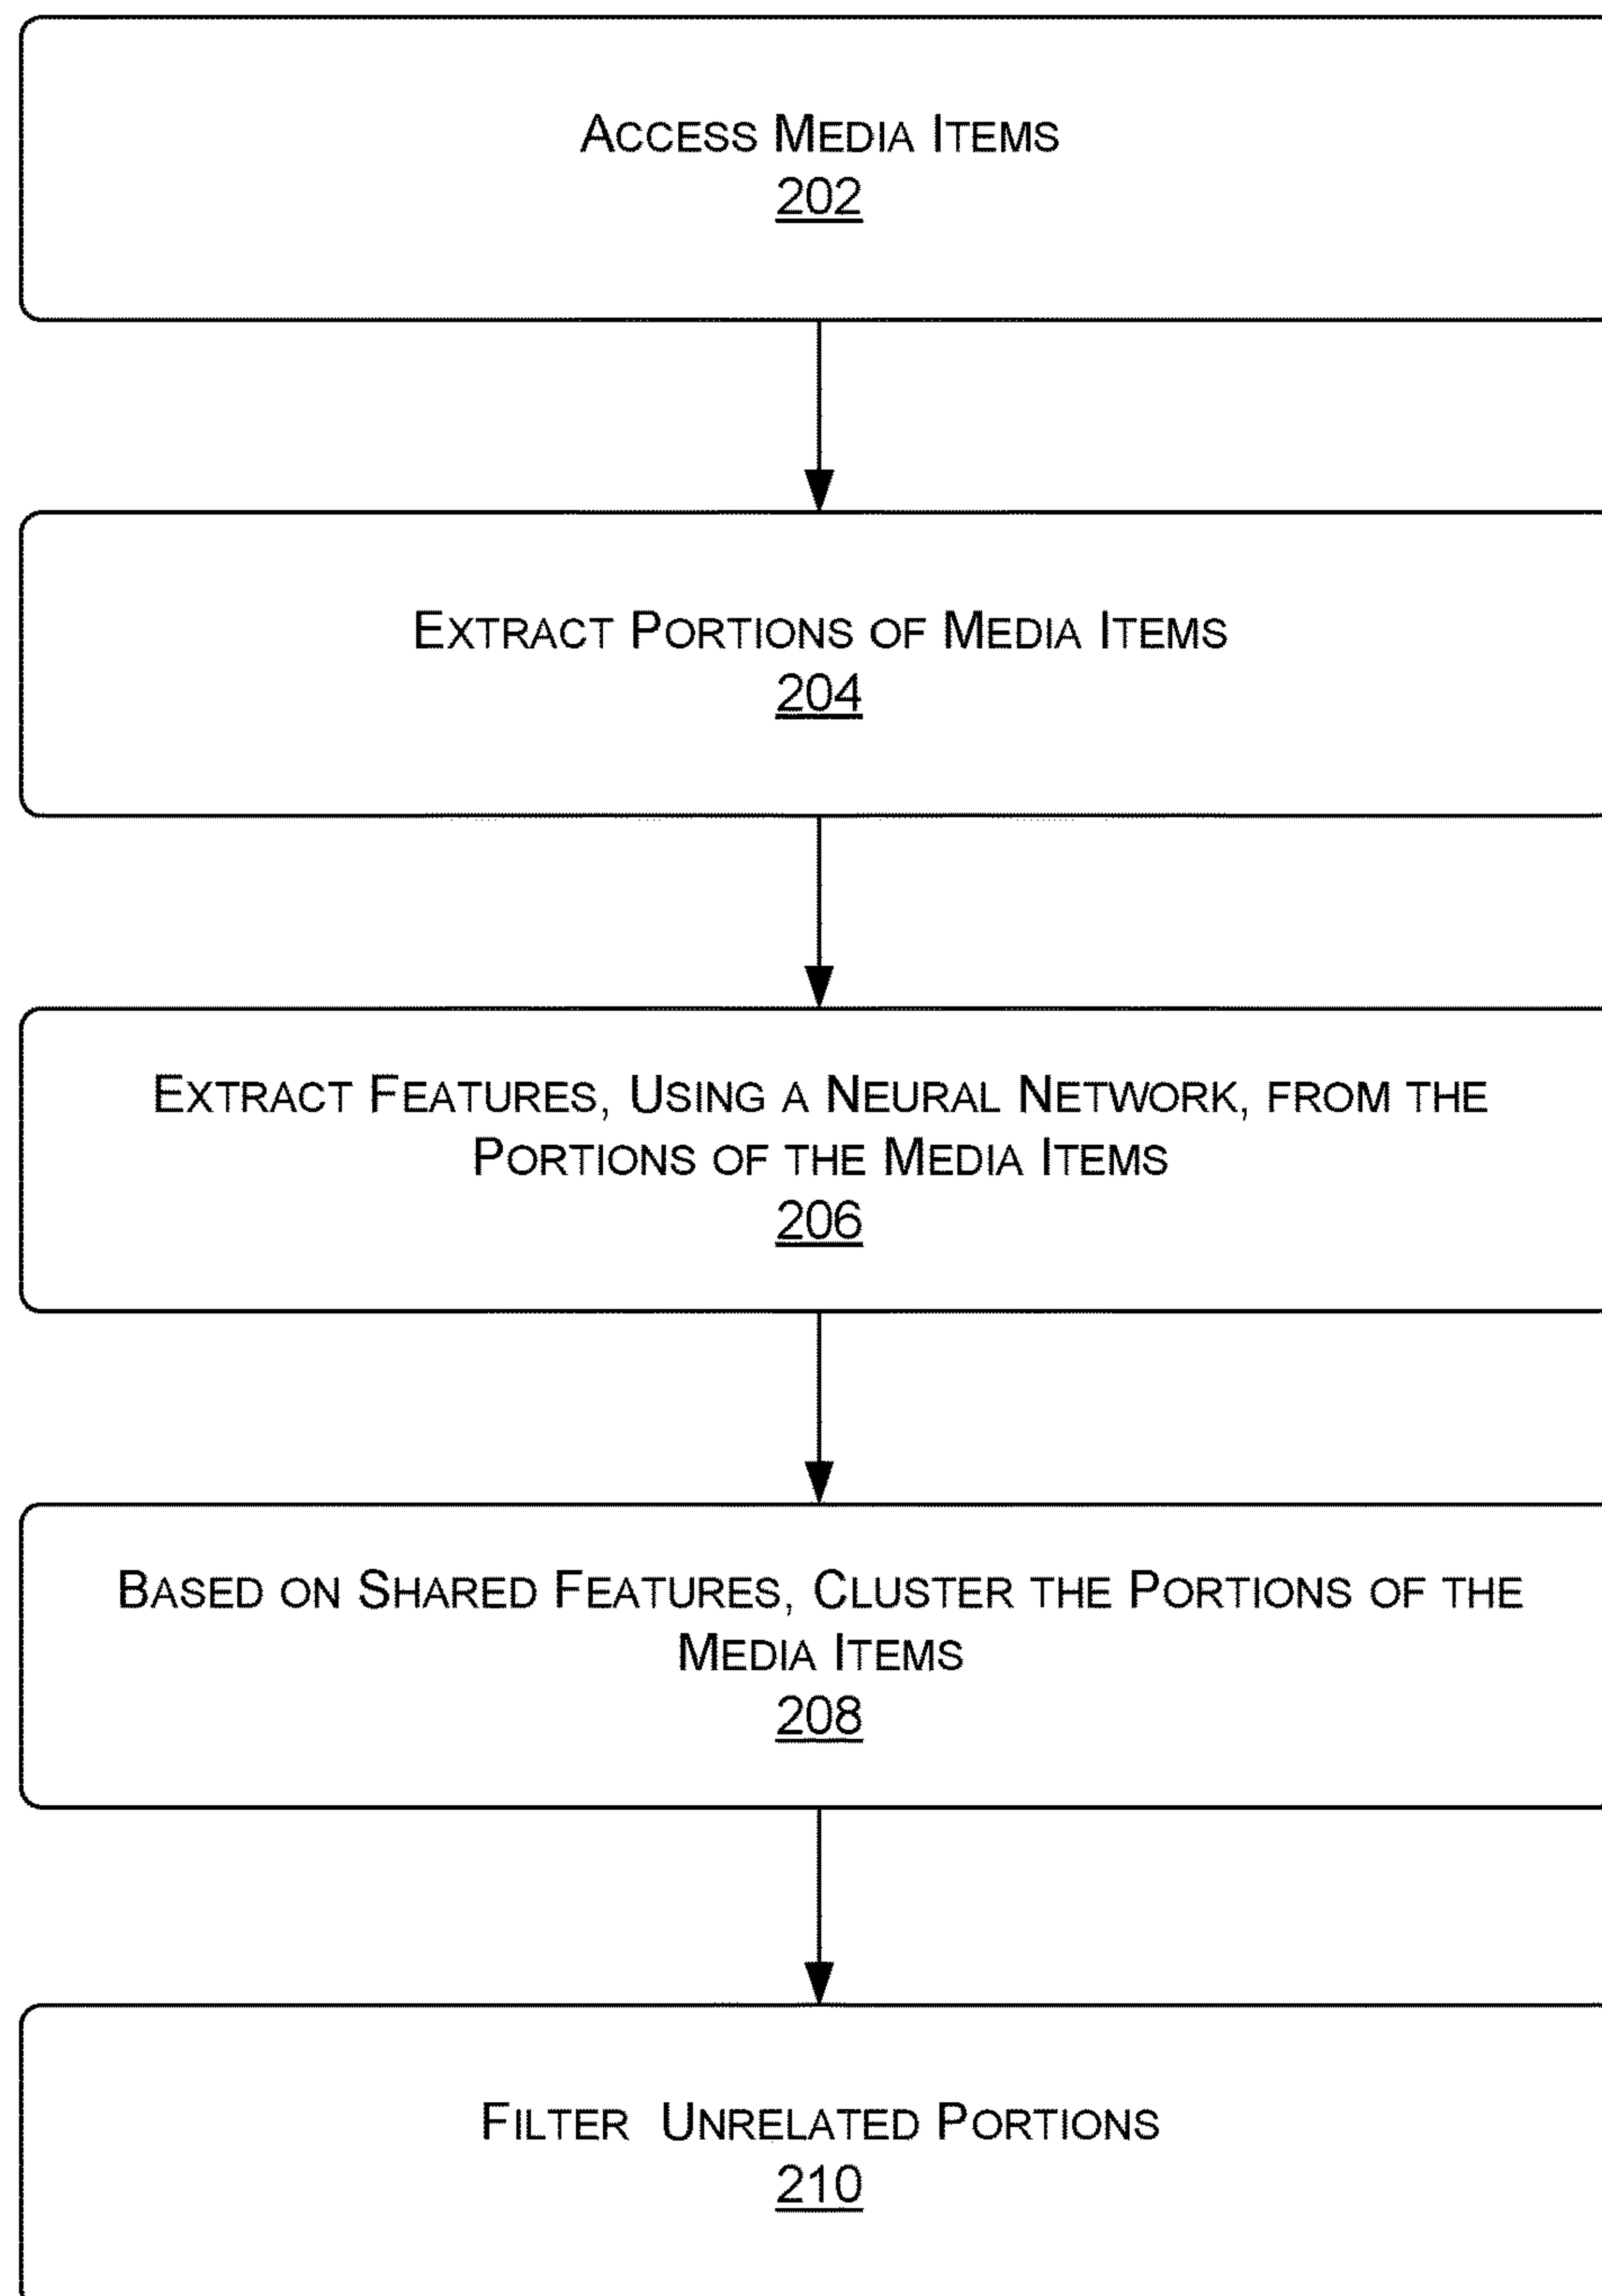 ACCESS MEDIA ITEMS
202
EXTRACT PORTIONS OF MEDIA ITEMS
204
EXTRACT FEATURES, USING A NEURAL NETWORK, FROM THE
PORTIONS OF THE MEDIA ITEMS
206
BASED ON SHARED FEATURES, CLUSTER THE PORTIONS OF THE
MEDIA ITEMS
208
FILTER UNRELATED PORTIONS
210